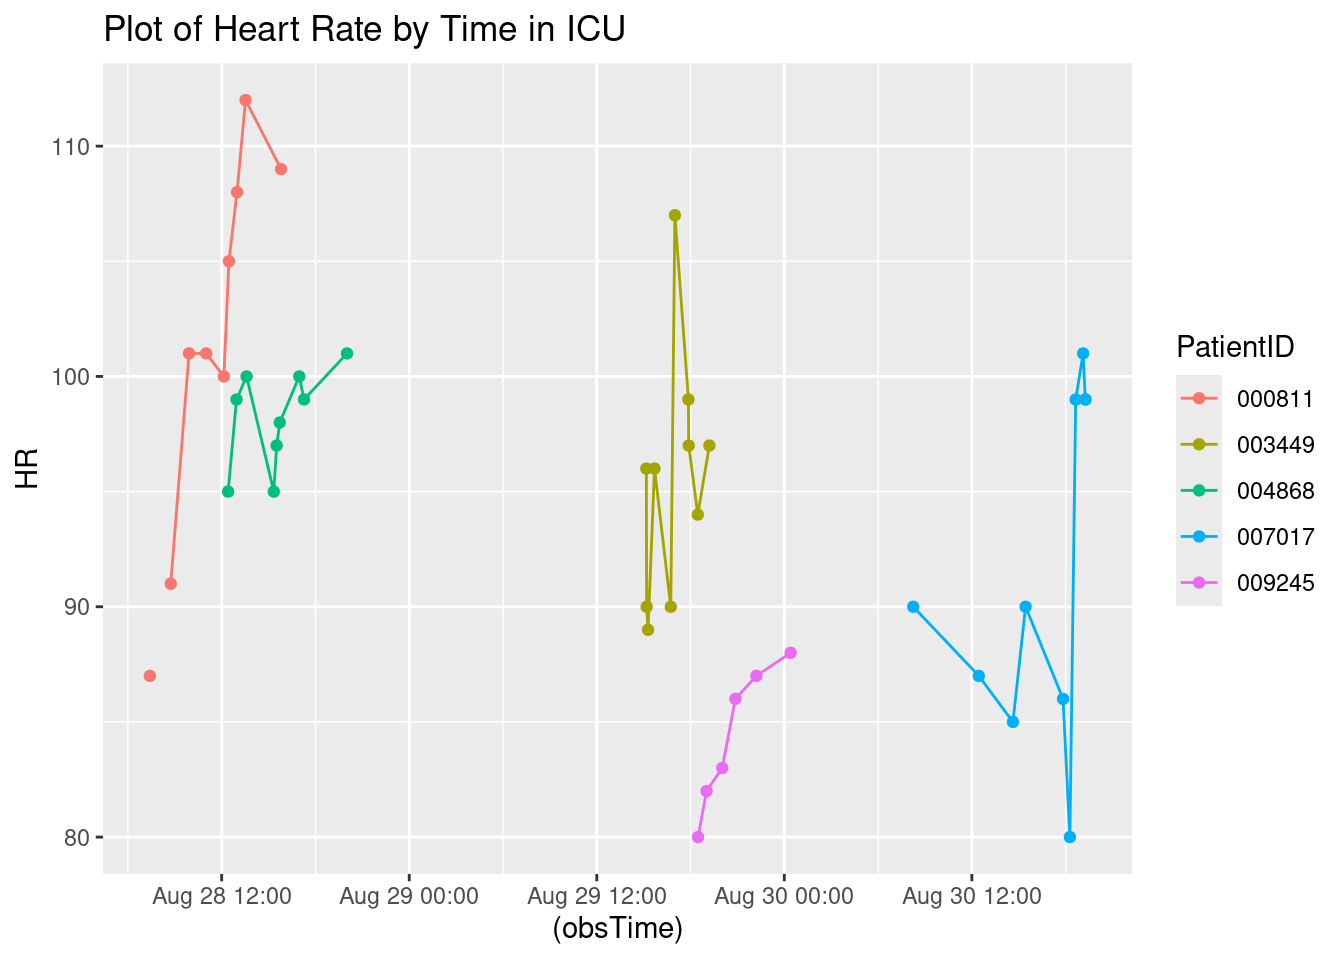 Plot of Heart Rate by Time in ICU
110
100
90
80
HR
Aug 28 12:00 Aug 29 00:00 Aug 29 12:00 Aug 30 00:00 Aug 30 12:00
(obsTime)
PatientID
000811
003449
004868
007017
009245